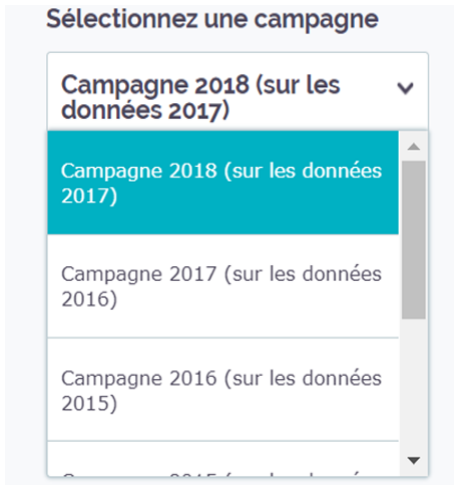 Sélectionnez une campagne
Campagne 2018 (sur les
données 2017)
Campagne 2018 (sur les données
2017)
Campagne 2017 (sur les données
2016)
Campagne 2016 (sur les données
2015)